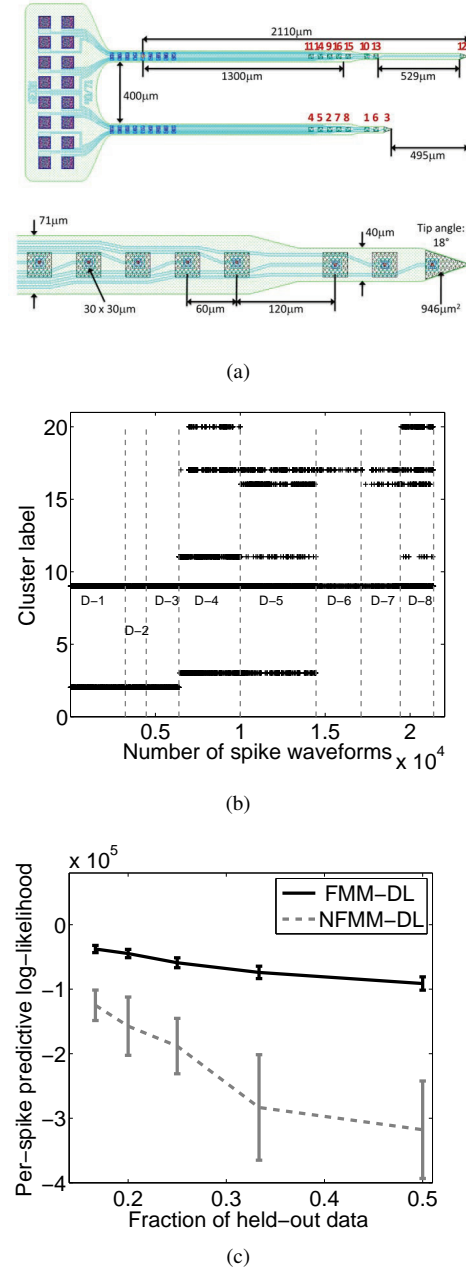 2110μm
11 14 9 16 15 10 13 12
1300μm
529μm
400μm
4 5 2 7 8 1 6 3
495μm
71μm
40μm
Tip angle:
18°
30 x 30μm
60μm
120μm
946μm²
(a)
20
15
10
5
0
Cluster label
D-1
D-2
D-3
D-4
D-5
D-6
D-7
D-8
0 0.5 1 1.5 2
Number of spike waveforms
x 10⁴
(b)
x 10⁵
FMM-DL
NFMM-DL
0
−1
−2
−3
−4
Per-spike predictive log-likelihood
0.2 0.3 0.4 0.5
Fraction of held-out data
(c)